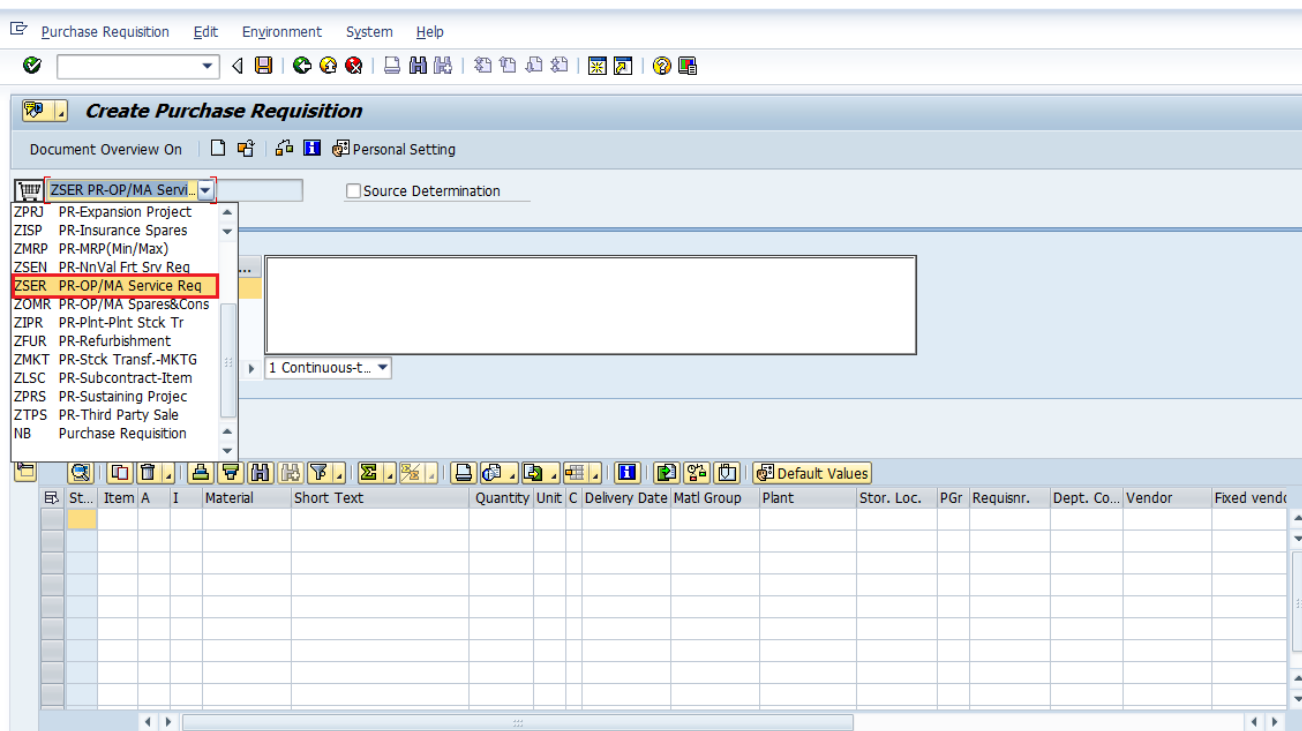 Purchase Requisition Edit Environment System Help
Create Purchase Requisition
Document Overview On Personal Setting
ZSER PR-OP/MA Servi... Source Determination
ZPRJ PR-Expansion Project
ZISP PR-Insurance Spares
ZMRP PR-MRP(Min/Max)
ZSEN PR-NnVal Frt Srv Req
...
ZSER PR-OP/MA Service Req
ZOMR PR-OP/MA Spares&Cons
ZIPR PR-Plnt-Plnt Stck Tr
ZFUR PR-Refurbishment
ZMKT PR-Stck Transf.-MKTG
1 Continuous-t...
ZLSC PR-Subcontract-Item
ZPRS PR-Sustaining Projec
ZTPS PR-Third Party Sale
NB Purchase Requisition
Default Values
St... Item A I Material Short Text Quantity Unit C Delivery Date Matl Group Plant Stor. Loc. PGr Requisnr. Dept. Co... Vendor Fixed vendo